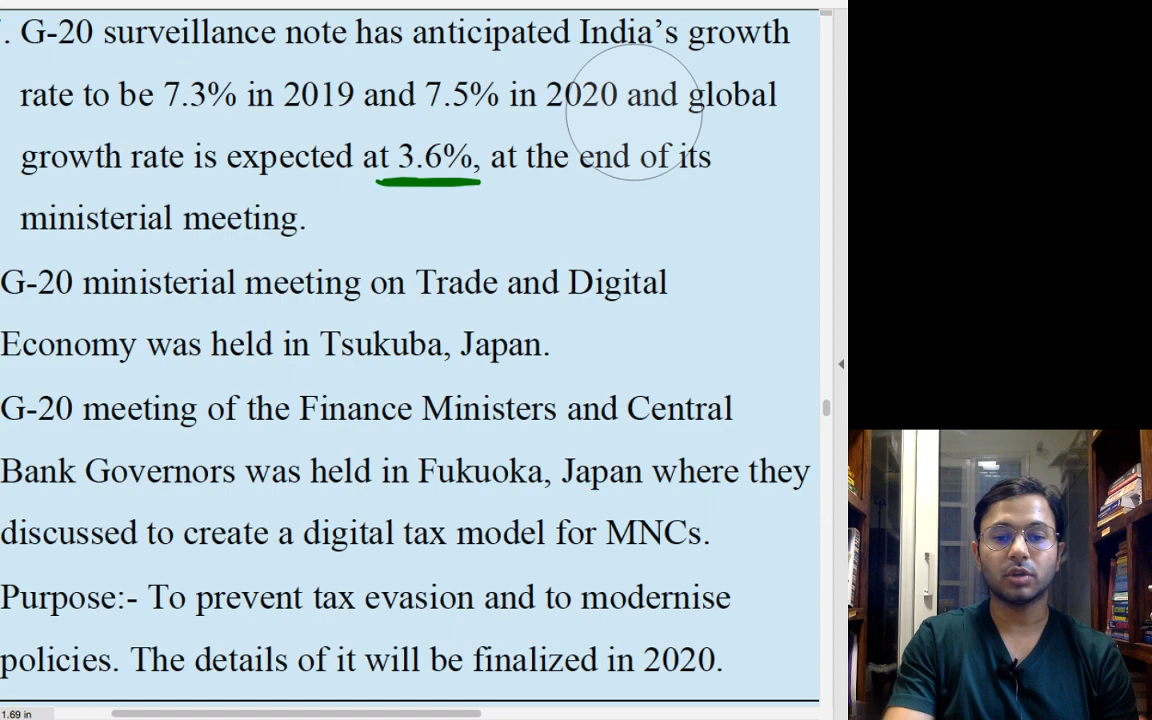 . G-20 surveillance note has anticipated India's growth
rate to be 7.3% in 2019 and 7.5% in 2020 and global
growth rate is expected at 3.6%, at the end of its
ministerial meeting.
G-20 ministerial meeting on Trade and Digital
Economy was held in Tsukuba, Japan.
G-20 meeting of the Finance Ministers and Central
Bank Governors was held in Fukuoka, Japan where they
discussed to create a digital tax model for MNCs.
Purpose:- To prevent tax evasion and to modernise
policies. The details of it will be finalized in 2020.
1.69 in